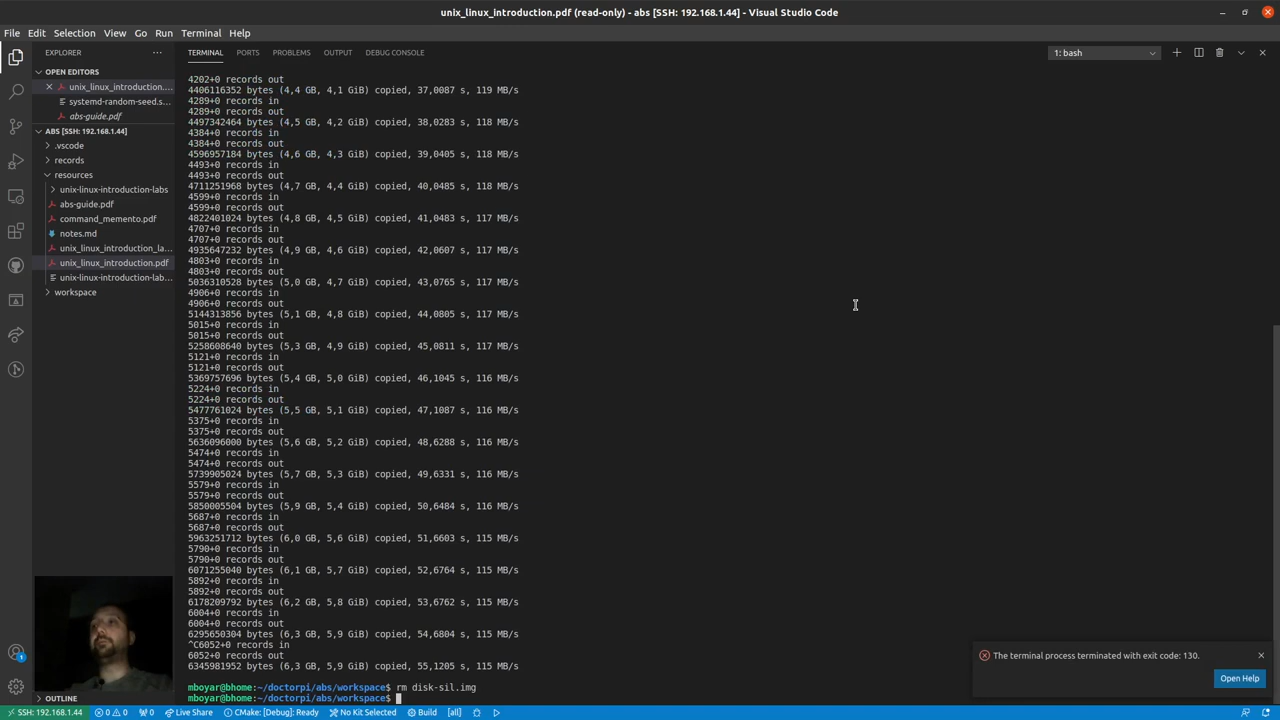 unix_linux_introduction.pdf (read-only) - abs [SSH: 192.168.1.44] - Visual Studio Code
File Edit Selection View Go Run Terminal Help
EXPLORER
OPEN EDITORS
unix_linux_introduction....
systemd-random-seed.s...
abs-guide.pdf
ABS [SSH: 192.168.1.44]
.vscode
records
resources
unix-linux-introduction-labs
abs-guide.pdf
command_memento.pdf
notes.md
unix_linux_introduction_la...
unix_linux_introduction.pdf
unix-linux-introduction-lab...
workspace
OUTLINE
TERMINAL PORTS PROBLEMS OUTPUT DEBUG CONSOLE 1: bash
4202+0 records out
4406116352 bytes (4,4 GB, 4,1 GiB) copied, 37,0087 s, 119 MB/s
4289+0 records in
4289+0 records out
4497342464 bytes (4,5 GB, 4,2 GiB) copied, 38,0283 s, 118 MB/s
4384+0 records in
4384+0 records out
4596957184 bytes (4,6 GB, 4,3 GiB) copied, 39,0405 s, 118 MB/s
4493+0 records in
4493+0 records out
4711251968 bytes (4,7 GB, 4,4 GiB) copied, 40,0485 s, 118 MB/s
4599+0 records in
4599+0 records out
4822401024 bytes (4,8 GB, 4,5 GiB) copied, 41,0483 s, 117 MB/s
4707+0 records in
4707+0 records out
4935647232 bytes (4,9 GB, 4,6 GiB) copied, 42,0607 s, 117 MB/s
4803+0 records in
4803+0 records out
5036310528 bytes (5,0 GB, 4,7 GiB) copied, 43,0765 s, 117 MB/s
4906+0 records in
4906+0 records out
5144313856 bytes (5,1 GB, 4,8 GiB) copied, 44,0805 s, 117 MB/s
5015+0 records in
5015+0 records out
5258608640 bytes (5,3 GB, 4,9 GiB) copied, 45,0811 s, 117 MB/s
5121+0 records in
5121+0 records out
5369757696 bytes (5,4 GB, 5,0 GiB) copied, 46,1045 s, 116 MB/s
5224+0 records in
5224+0 records out
5477761024 bytes (5,5 GB, 5,1 GiB) copied, 47,1087 s, 116 MB/s
5375+0 records in
5375+0 records out
5636096000 bytes (5,6 GB, 5,2 GiB) copied, 48,6288 s, 116 MB/s
5474+0 records in
5474+0 records out
5739905024 bytes (5,7 GB, 5,3 GiB) copied, 49,6331 s, 116 MB/s
5579+0 records in
5579+0 records out
5850005504 bytes (5,9 GB, 5,4 GiB) copied, 50,6484 s, 116 MB/s
5687+0 records in
5687+0 records out
5963251712 bytes (6,0 GB, 5,6 GiB) copied, 51,6603 s, 115 MB/s
5790+0 records in
5790+0 records out
6071255040 bytes (6,1 GB, 5,7 GiB) copied, 52,6764 s, 115 MB/s
5892+0 records in
5892+0 records out
6178209792 bytes (6,2 GB, 5,8 GiB) copied, 53,6762 s, 115 MB/s
6004+0 records in
6004+0 records out
6295650304 bytes (6,3 GB, 5,9 GiB) copied, 54,6804 s, 115 MB/s
^C6052+0 records in
6052+0 records out
6345981952 bytes (6,3 GB, 5,9 GiB) copied, 55,1205 s, 115 MB/s
mboyar@bhome:~/doctorpi/abs/workspace$ rm disk-sil.img
mboyar@bhome:~/doctorpi/abs/workspace$
The terminal process terminated with exit code: 130.
Open Help
SSH: 192.168.1.44 0 0 0 Live Share CMake: [Debug]: Ready No Kit Selected Build [all]